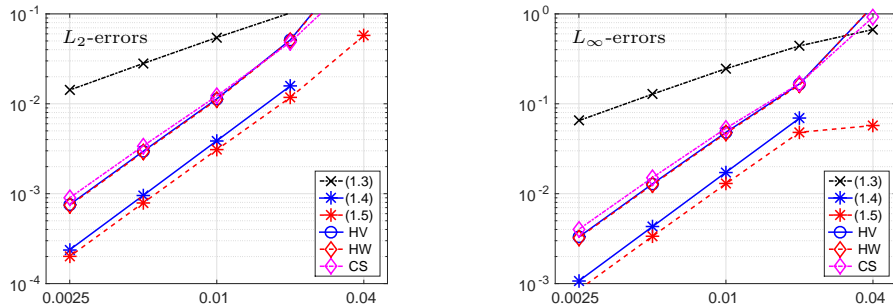 10^-1
L_2-errors
10^-2
10^-3
10^-4
0.0025
0.01
0.04
(1.3)
(1.4)
(1.5)
HV
HW
CS
10^0
L_∞-errors
10^-1
10^-2
10^-3
0.0025
0.01
0.04
(1.3)
(1.4)
(1.5)
HV
HW
CS